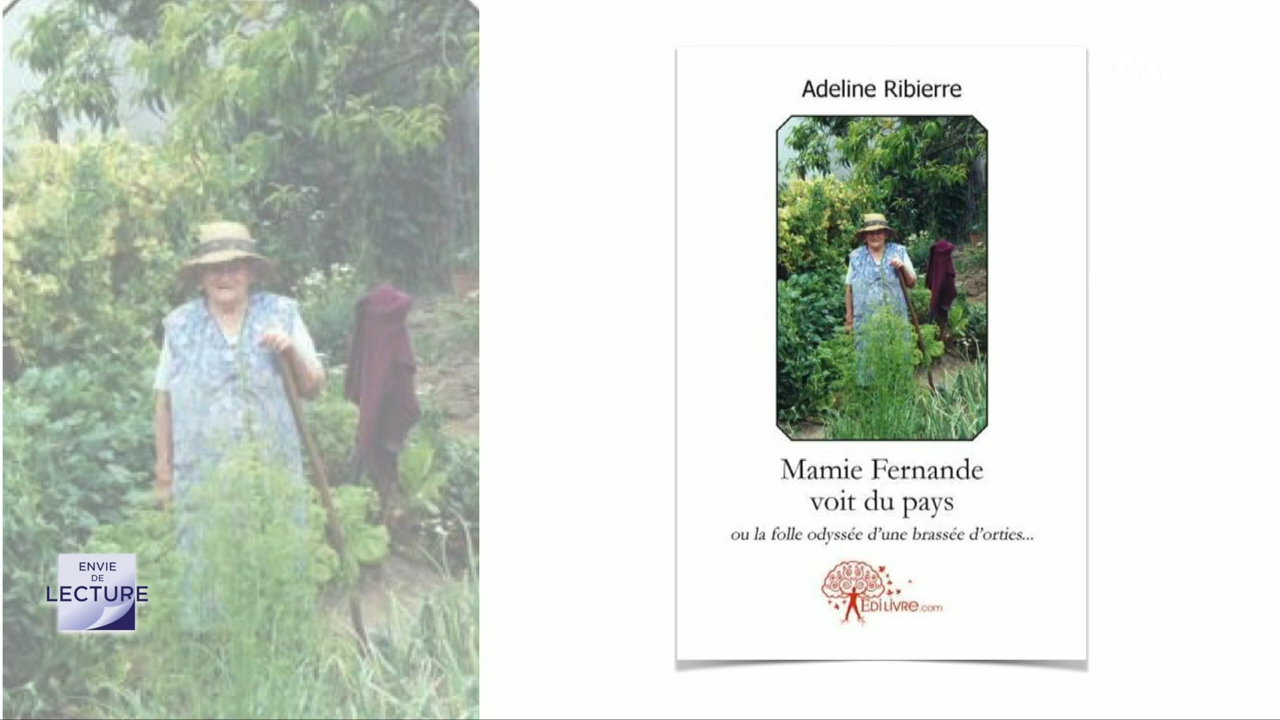 Adeline Ribierre
Mamie Fernande
voit du pays
ou la folle odyssée d'une brassée d'orties...
EDILIVRE.com
ENVIE
DE
LECTURE